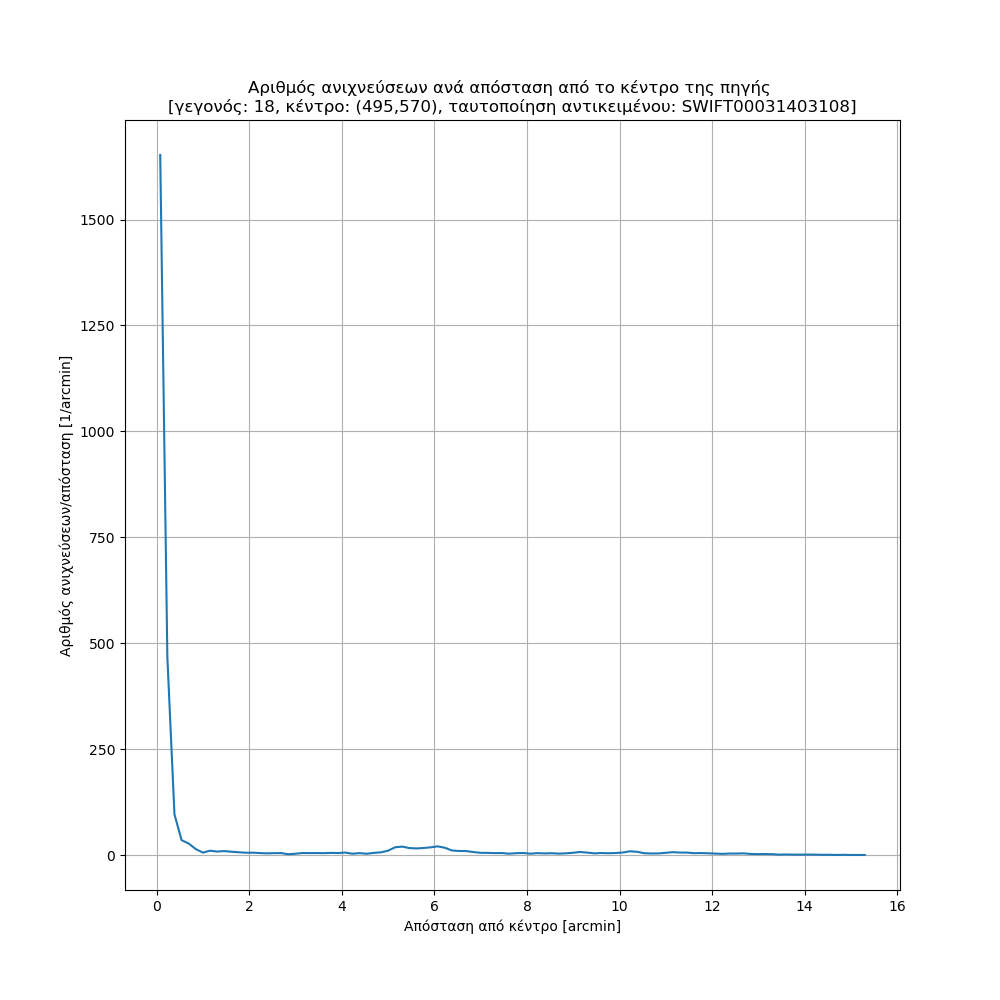 Αριθμός ανιχνεύσεων ανά απόσταση από το κέντρο της πηγής
[γεγονός: 18, κέντρο: (495,570), ταυτοποίηση αντικειμένου: SWIFT00031403108]
Αριθμός ανιχνεύσεων/απόσταση [1/arcmin]
1500
1250
1000
750
500
250
0
0 2 4 6 8 10 12 14 16
Απόσταση από κέντρο [arcmin]